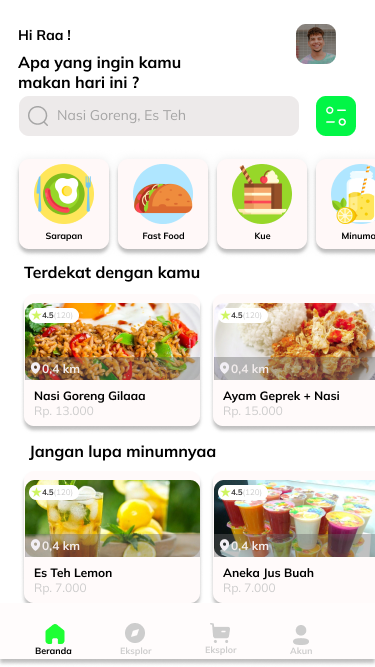 Hi Raa !
Apa yang ingin kamu
makan hari ini ?
Nasi Goreng, Es Teh
Sarapan
Fast Food
Kue
Minuma
Terdekat dengan kamu
4.5 (120)
0,4 km
Nasi Goreng Gilaaa
Rp. 13.000
4.5 (120)
0,4 km
Ayam Geprek + Nasi
Rp. 15.000
Jangan lupa minumnyaa
4.5 (120)
0,4 km
Es Teh Lemon
Rp. 7.000
4.5 (120)
0,4 km
Aneka Jus Buah
Rp. 7.000
Beranda
Eksplor
Eksplor
Akun